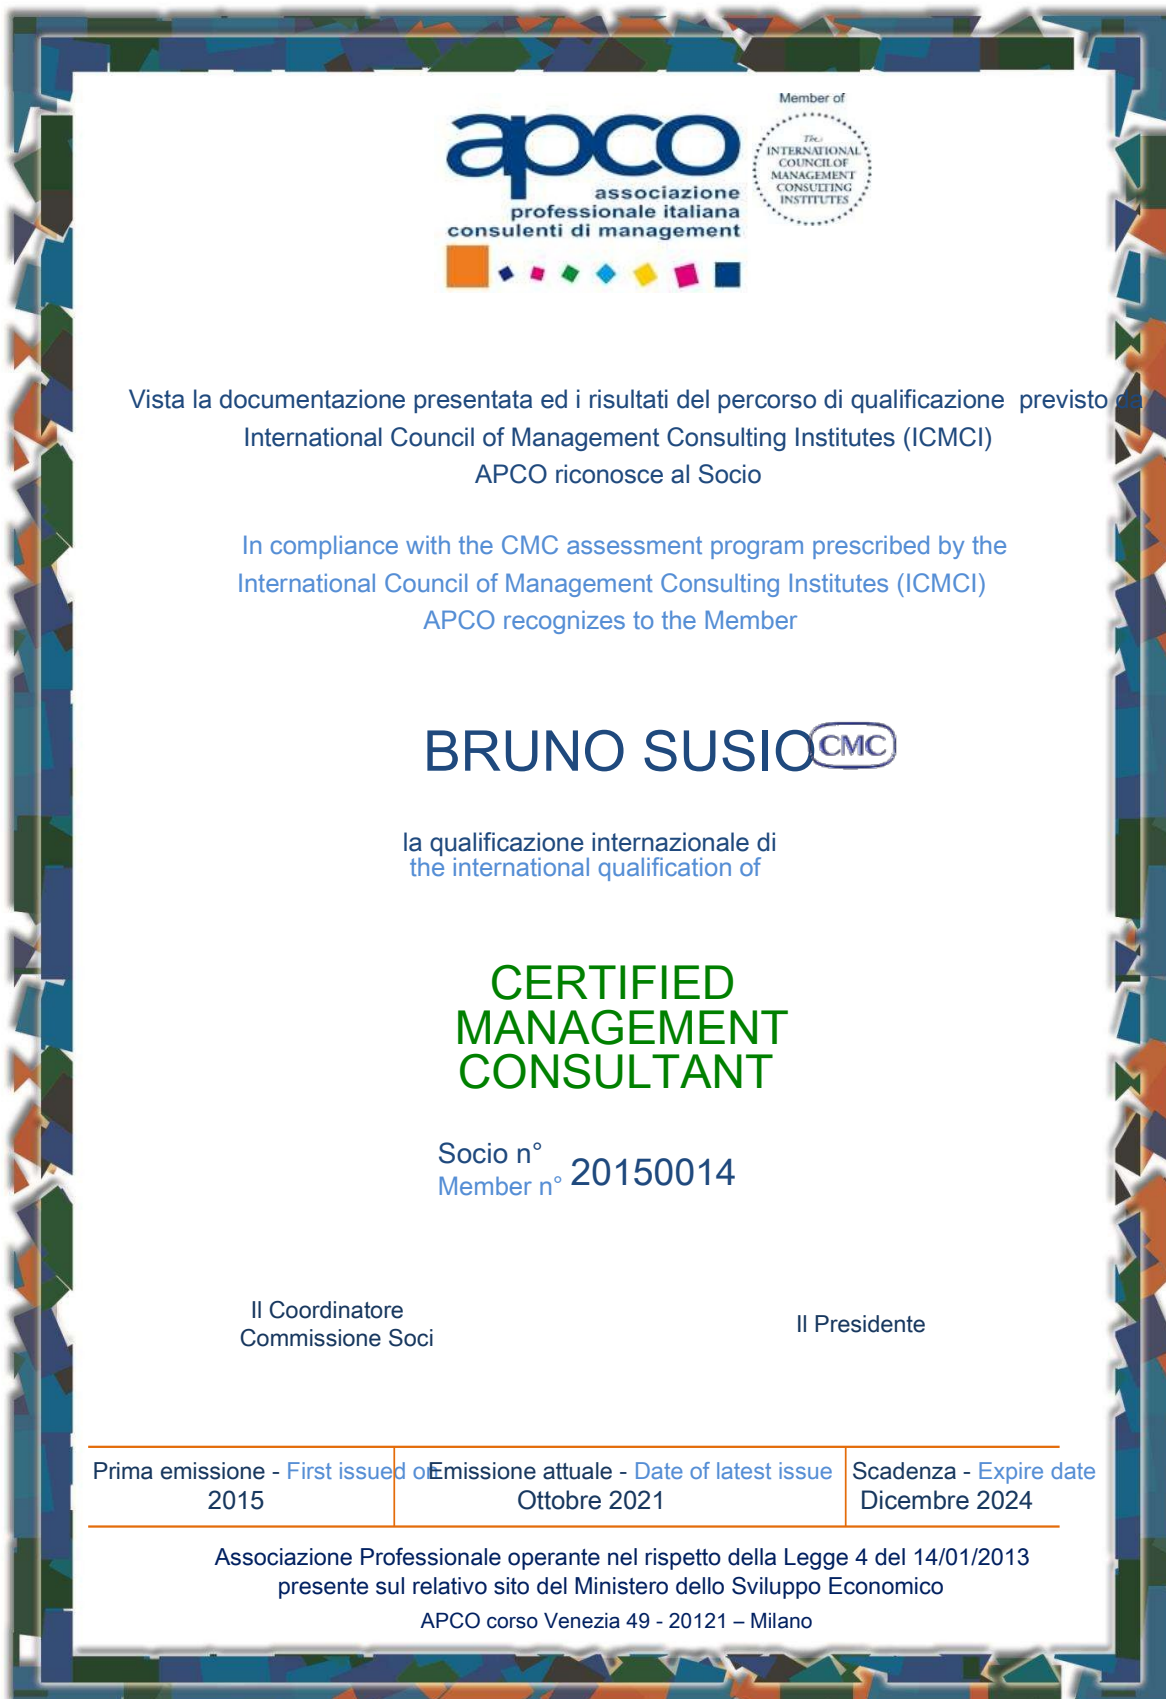 Member of
apco
The
INTERNATIONAL
COUNCIL OF
MANAGEMENT
CONSULTING
INSTITUTES
associazione
professionale italiana
consulenti di management
Vista la documentazione presentata ed i risultati del percorso di qualificazione previsto da
International Council of Management Consulting Institutes (ICMCI)
APCO riconosce al Socio
In compliance with the CMC assessment program prescribed by the
International Council of Management Consulting Institutes (ICMCI)
APCO recognizes to the Member
BRUNO SUSIO CMC
la qualificazione internazionale di
the international qualification of
CERTIFIED
MANAGEMENT
CONSULTANT
Socio n°
Member n° 20150014
Il Coordinatore
Commissione Soci
Il Presidente
Prima emissione - First issued on
2015
Emissione attuale - Date of latest issue
Ottobre 2021
Scadenza - Expire date
Dicembre 2024
Associazione Professionale operante nel rispetto della Legge 4 del 14/01/2013
presente sul relativo sito del Ministero dello Sviluppo Economico
APCO corso Venezia 49 - 20121 – Milano